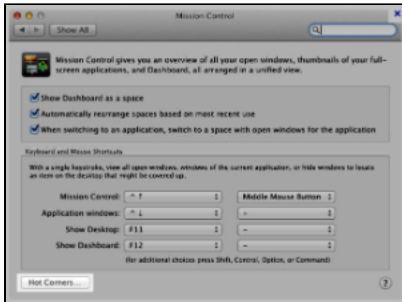 Mission Control
Show All
Mission Control gives you an overview of all your open windows, thumbnails of your full-
screen applications, and Dashboard, all arranged in a unified view.
Show Dashboard as a space
Automatically rearrange spaces based on most recent use
When switching to an application, switch to a space with open windows for the application
Keyboard and Mouse Shortcuts
With a single keystroke, view all open windows, windows of the current application, or hide windows to locate
an item on the desktop that might be covered up.
Mission Control: ^ ↑ Middle Mouse Button
Application windows: ^ ↓ –
Show Desktop: F11 –
Show Dashboard: F12 –
(for additional choices press Shift, Control, Option, or Command)
Hot Corners... ?